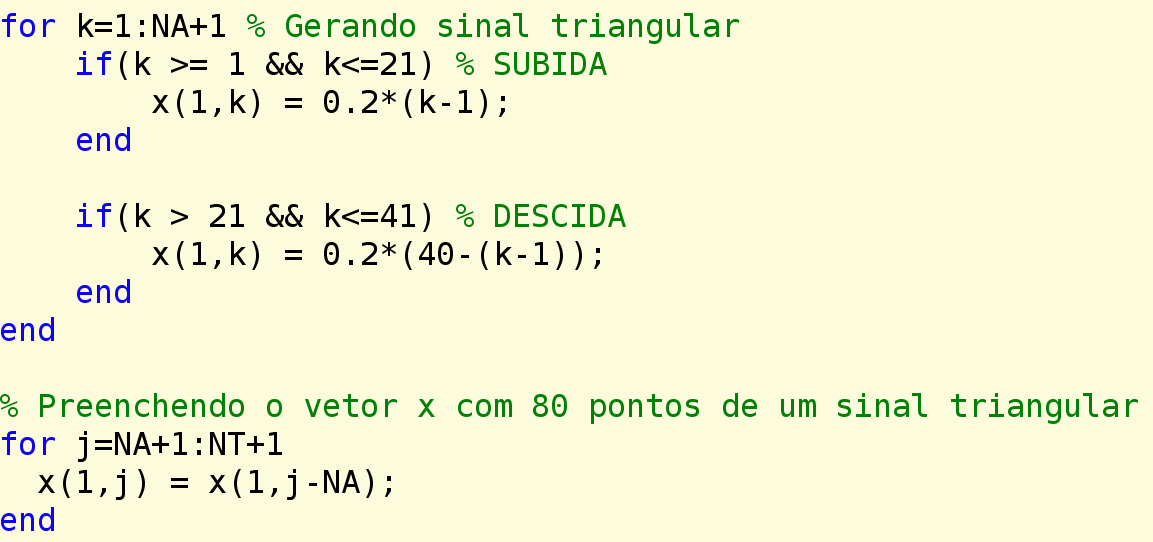 for k=1:NA+1 % Gerando sinal triangular
    if(k >= 1 && k<=21) % SUBIDA
        x(1,k) = 0.2*(k-1);
    end

    if(k > 21 && k<=41) % DESCIDA
        x(1,k) = 0.2*(40-(k-1));
    end
end

% Preenchendo o vetor x com 80 pontos de um sinal triangular
for j=NA+1:NT+1
  x(1,j) = x(1,j-NA);
end